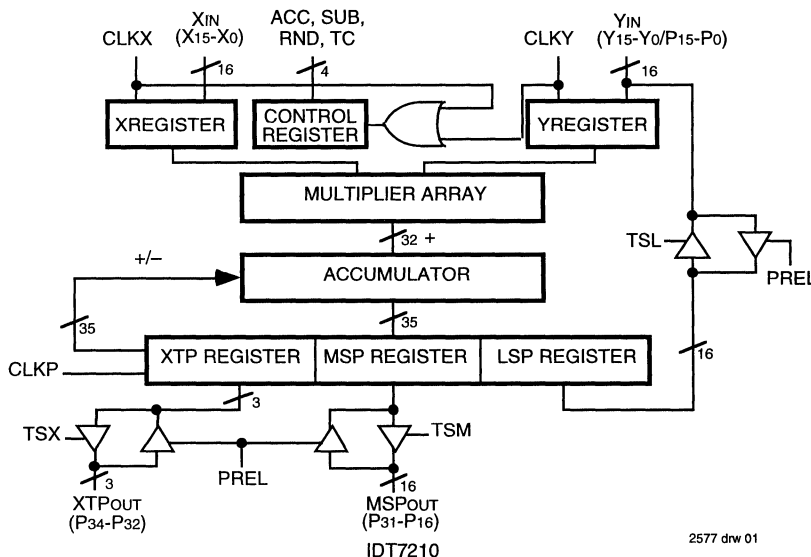 CLKX
XIN
(X15-X0)
16
ACC, SUB,
RND, TC
4
CLKY
YIN
(Y15-Y0/P15-P0)
16
XREGISTER
CONTROL
REGISTER
YREGISTER
MULTIPLIER ARRAY
32 +
TSL
PREL
+/–
ACCUMULATOR
35
35
16
XTP REGISTER
MSP REGISTER
LSP REGISTER
CLKP
3
TSX
PREL
TSM
3
XTPOUT
(P34-P32)
16
MSPOUT
(P31-P16)
IDT7210
2577 drw 01